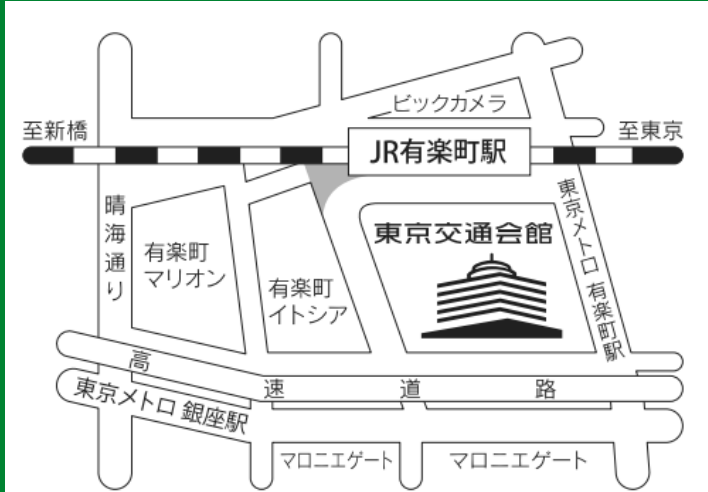 ビックカメラ
至新橋
JR有楽町駅
至東京
晴海通り
有楽町
マリオン
有楽町
イトシア
東京交通会館
東京メトロ 有楽町駅
高速道路
東京メトロ 銀座駅
マロニエゲート
マロニエゲート